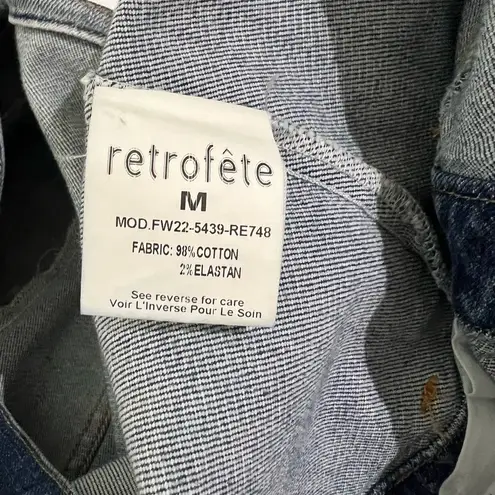 retrofête
M
MOD.FW22-5439-RE748
FABRIC: 98%COTTON
2%ELASTAN
See reverse for care
Voir L'Inverse Pour Le Soin